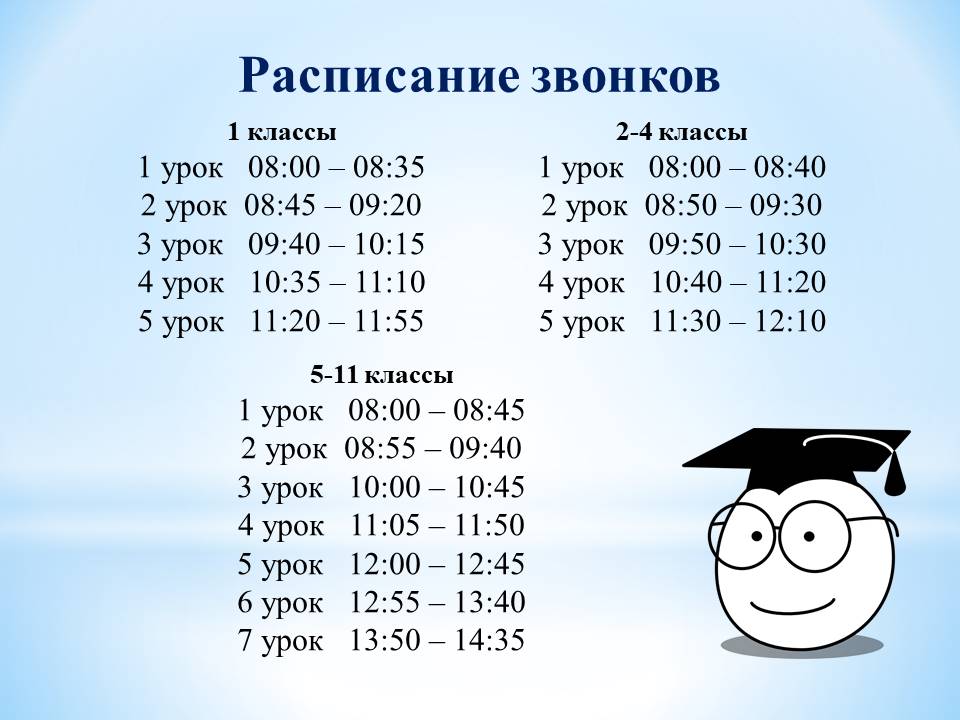 Расписание звонков
1 классы
1 урок 08:00 – 08:35
2 урок 08:45 – 09:20
3 урок 09:40 – 10:15
4 урок 10:35 – 11:10
5 урок 11:20 – 11:55
2-4 классы
1 урок 08:00 – 08:40
2 урок 08:50 – 09:30
3 урок 09:50 – 10:30
4 урок 10:40 – 11:20
5 урок 11:30 – 12:10
5-11 классы
1 урок 08:00 – 08:45
2 урок 08:55 – 09:40
3 урок 10:00 – 10:45
4 урок 11:05 – 11:50
5 урок 12:00 – 12:45
6 урок 12:55 – 13:40
7 урок 13:50 – 14:35